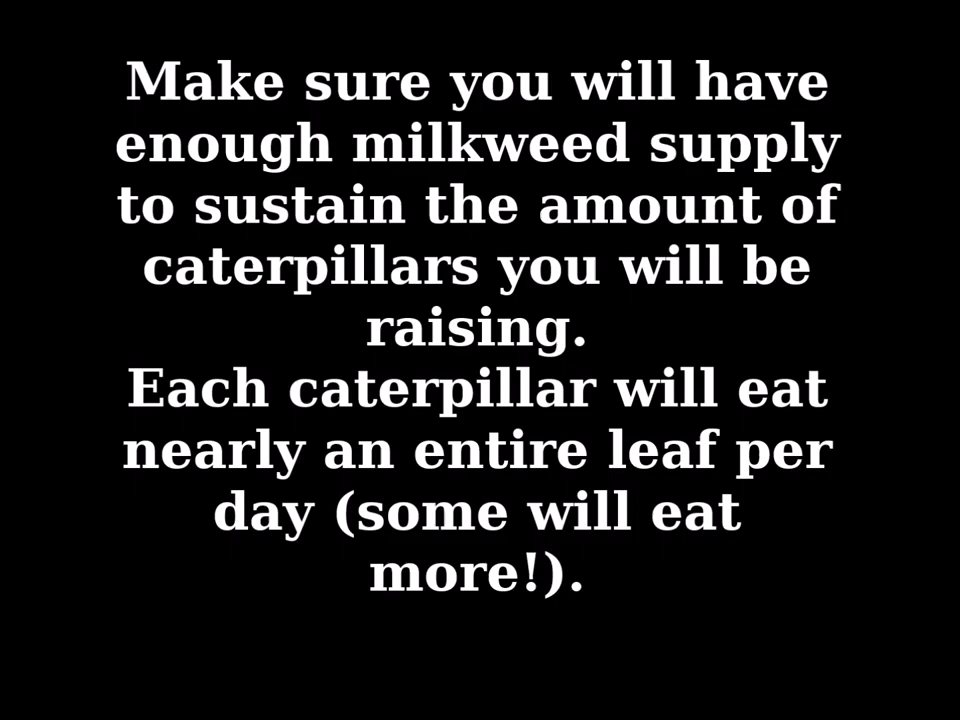 Make sure you will have
enough milkweed supply
to sustain the amount of
caterpillars you will be
raising.
Each caterpillar will eat
nearly an entire leaf per
day (some will eat
more!).